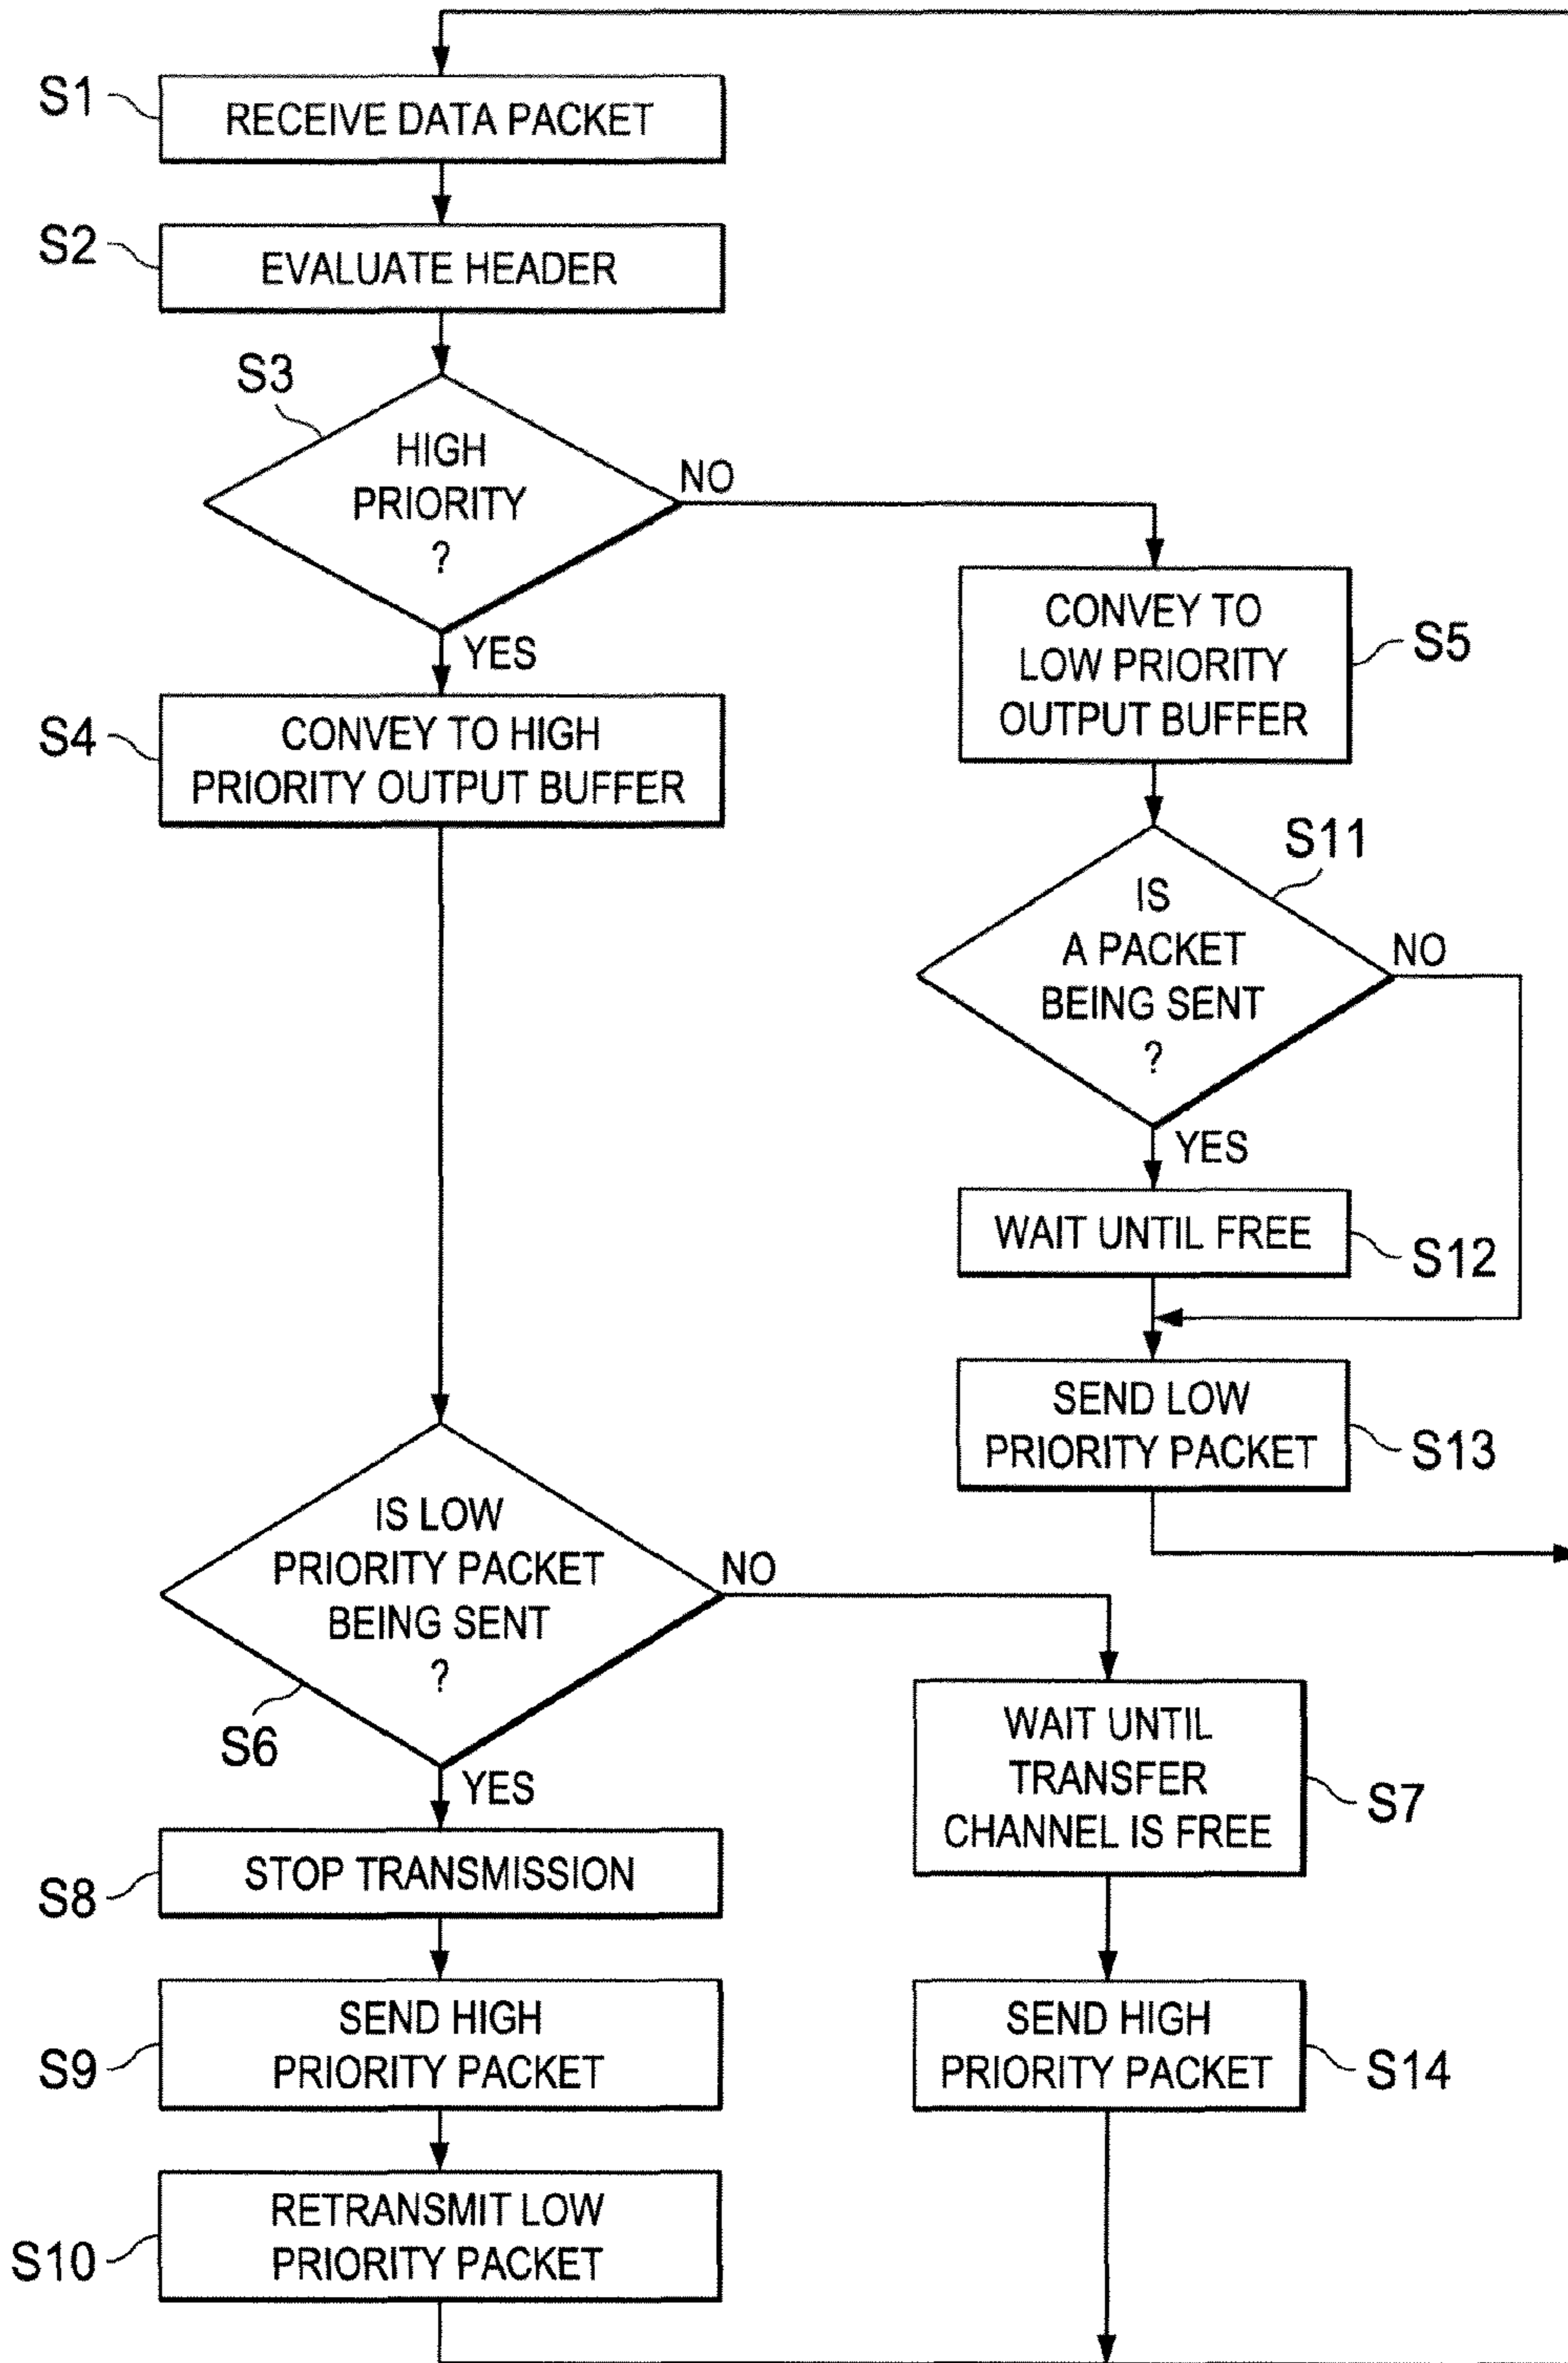 S1
RECEIVE DATA PACKET
S2
EVALUATE HEADER
S3
HIGH
PRIORITY
?
NO
YES
S4
CONVEY TO HIGH
PRIORITY OUTPUT BUFFER
CONVEY TO
LOW PRIORITY
OUTPUT BUFFER
S5
S11
IS
A PACKET
BEING SENT
?
NO
YES
WAIT UNTIL FREE
S12
SEND LOW
PRIORITY PACKET
S13
IS LOW
PRIORITY PACKET
BEING SENT
?
NO
S6
YES
WAIT UNTIL
TRANSFER
CHANNEL IS FREE
S7
S8
STOP TRANSMISSION
S9
SEND HIGH
PRIORITY PACKET
SEND HIGH
PRIORITY PACKET
S14
S10
RETRANSMIT LOW
PRIORITY PACKET